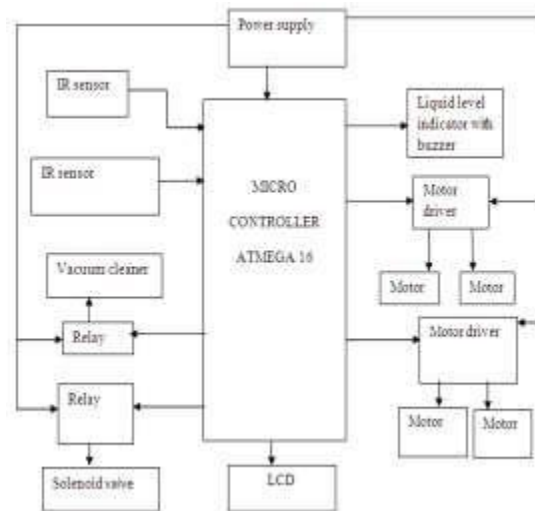 Power supply
IR sensor
Liquid level
indicator with
buzzer
IR sensor
MICRO
CONTROLLER
ATMEGA 16
Motor
driver
Vacuum cleaner
Motor
Motor
Relay
Motor driver
Relay
Motor
Motor
Solenoid valve
LCD